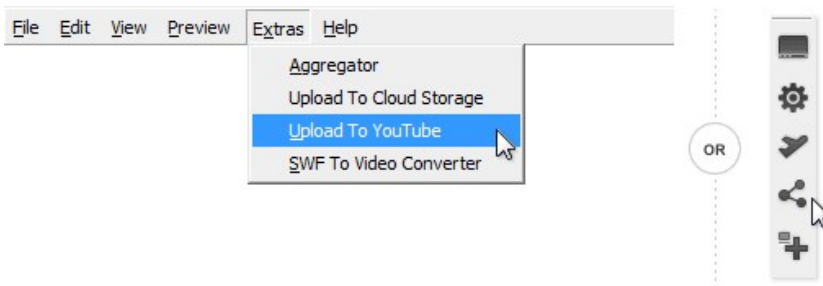 File Edit View Preview Extras Help
Aggregator
Upload To Cloud Storage
Upload To YouTube
SWF To Video Converter
OR